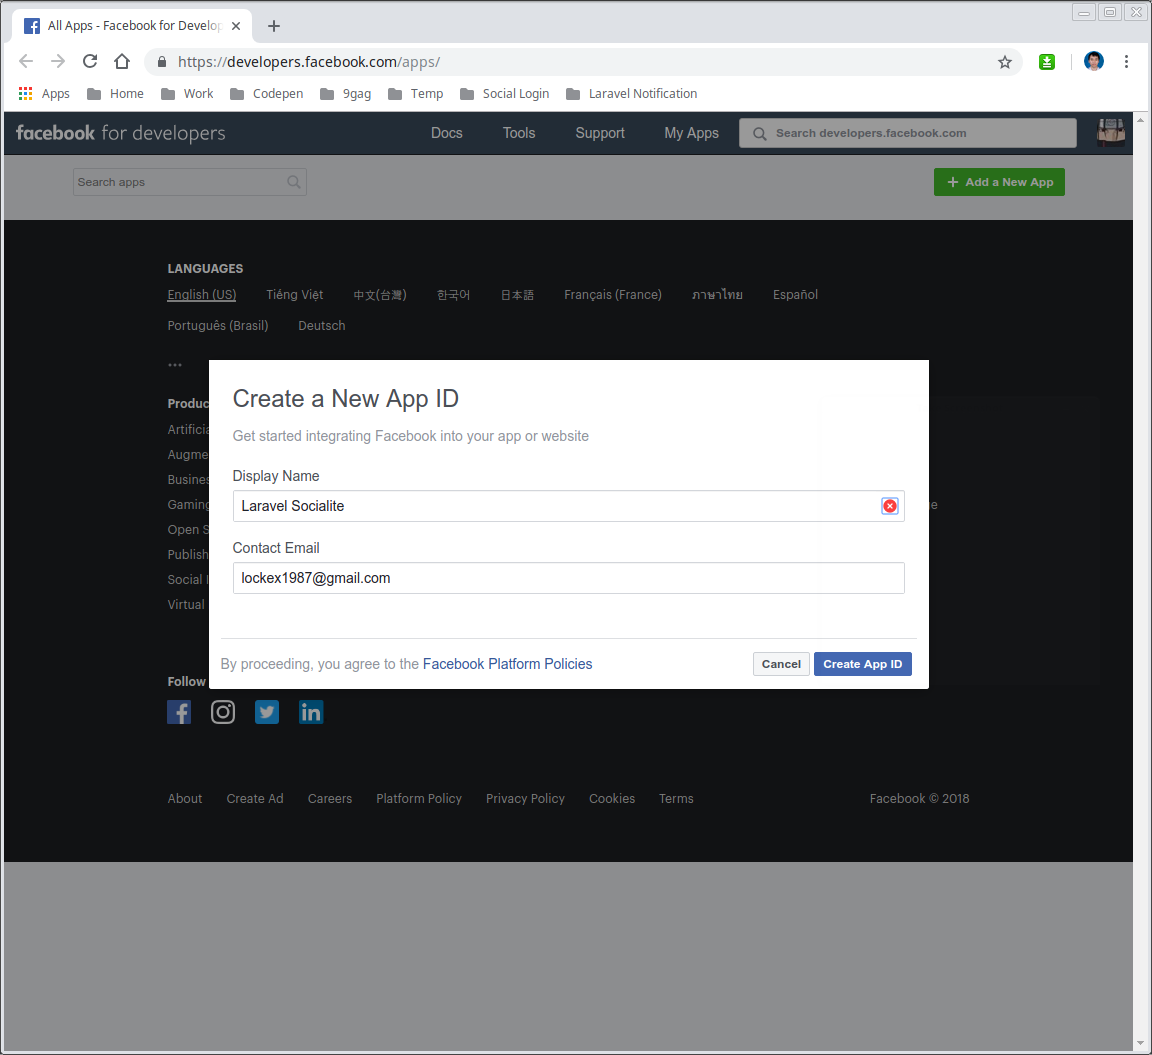 All Apps - Facebook for Develop
https://developers.facebook.com/apps/
Apps Home Work Codepen 9gag Temp Social Login Laravel Notification
facebook for developers Docs Tools Support My Apps Search developers.facebook.com
Search apps + Add a New App
LANGUAGES
English (US) Tiếng Việt 中文(台灣) 한국어 日本語 Français (France) ภาษาไทย Español
Português (Brasil) Deutsch
...
Create a New App ID
Get started integrating Facebook into your app or website
Display Name
Laravel Socialite
Contact Email
lockex1987@gmail.com
By proceeding, you agree to the Facebook Platform Policies Cancel Create App ID
Produc
Artificia
Augme
Busines
Gaming
Open S
Publish
Social
Virtual
Follow
About Create Ad Careers Platform Policy Privacy Policy Cookies Terms Facebook © 2018